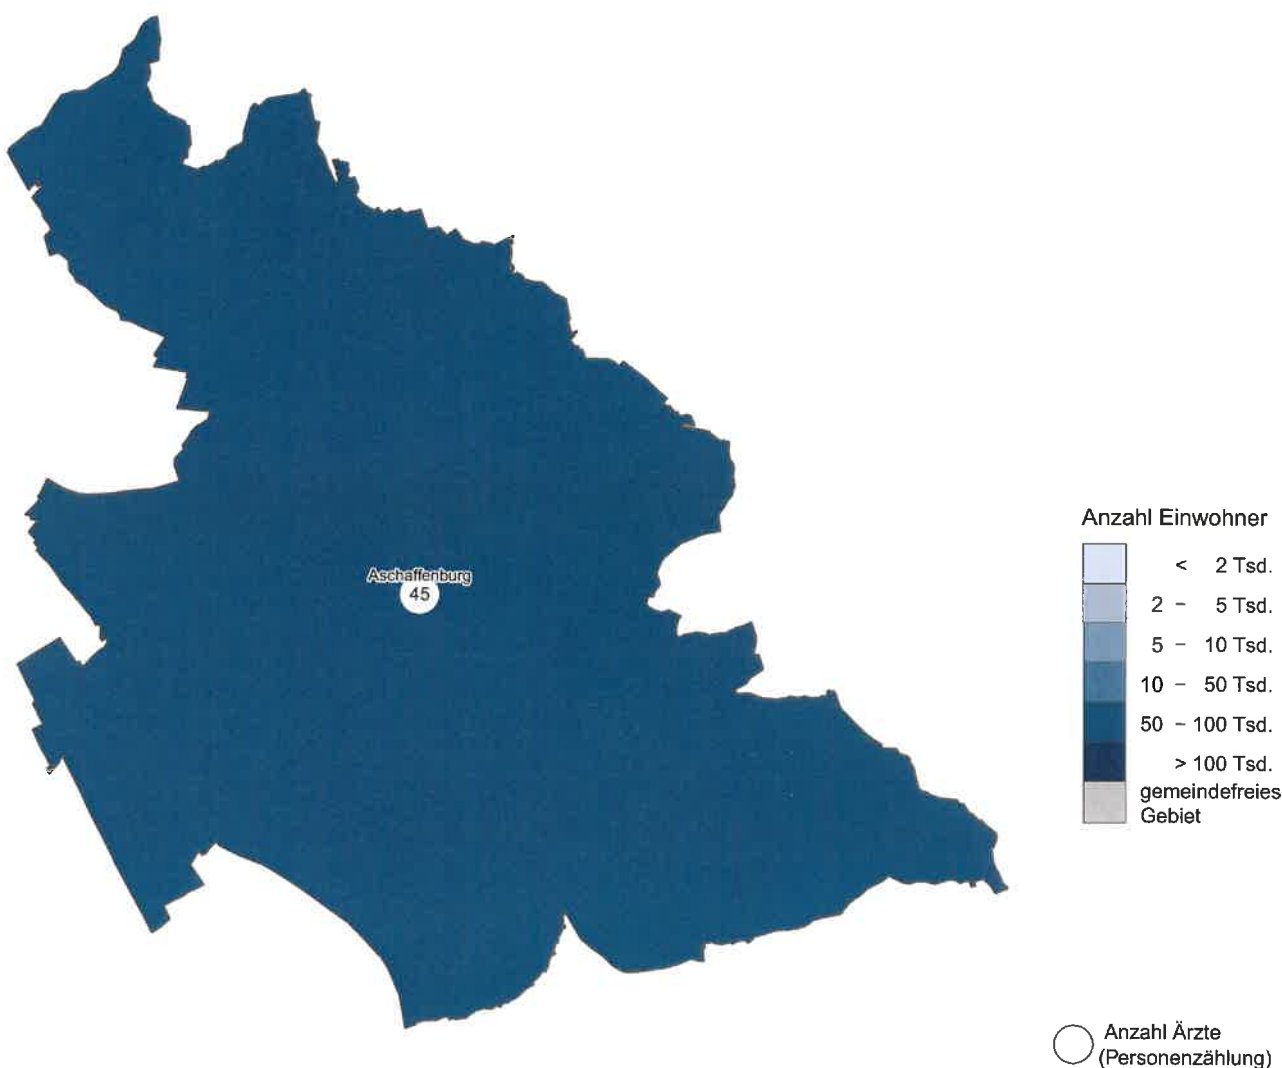 Aschaffenburg
45
Anzahl Einwohner
< 2 Tsd.
2 – 5 Tsd.
5 – 10 Tsd.
10 – 50 Tsd.
50 – 100 Tsd.
> 100 Tsd.
gemeindefreies
Gebiet
Anzahl Ärzte
(Personenzählung)